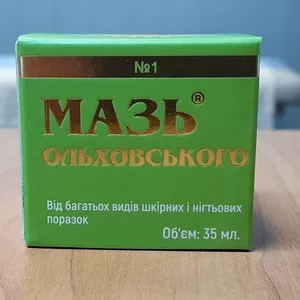 №1
МАЗЬ®
ОЛЬХОВСЬКОГО
Від багатьох видів шкірних і нігтьових
поразок
Об'єм: 35 мл.